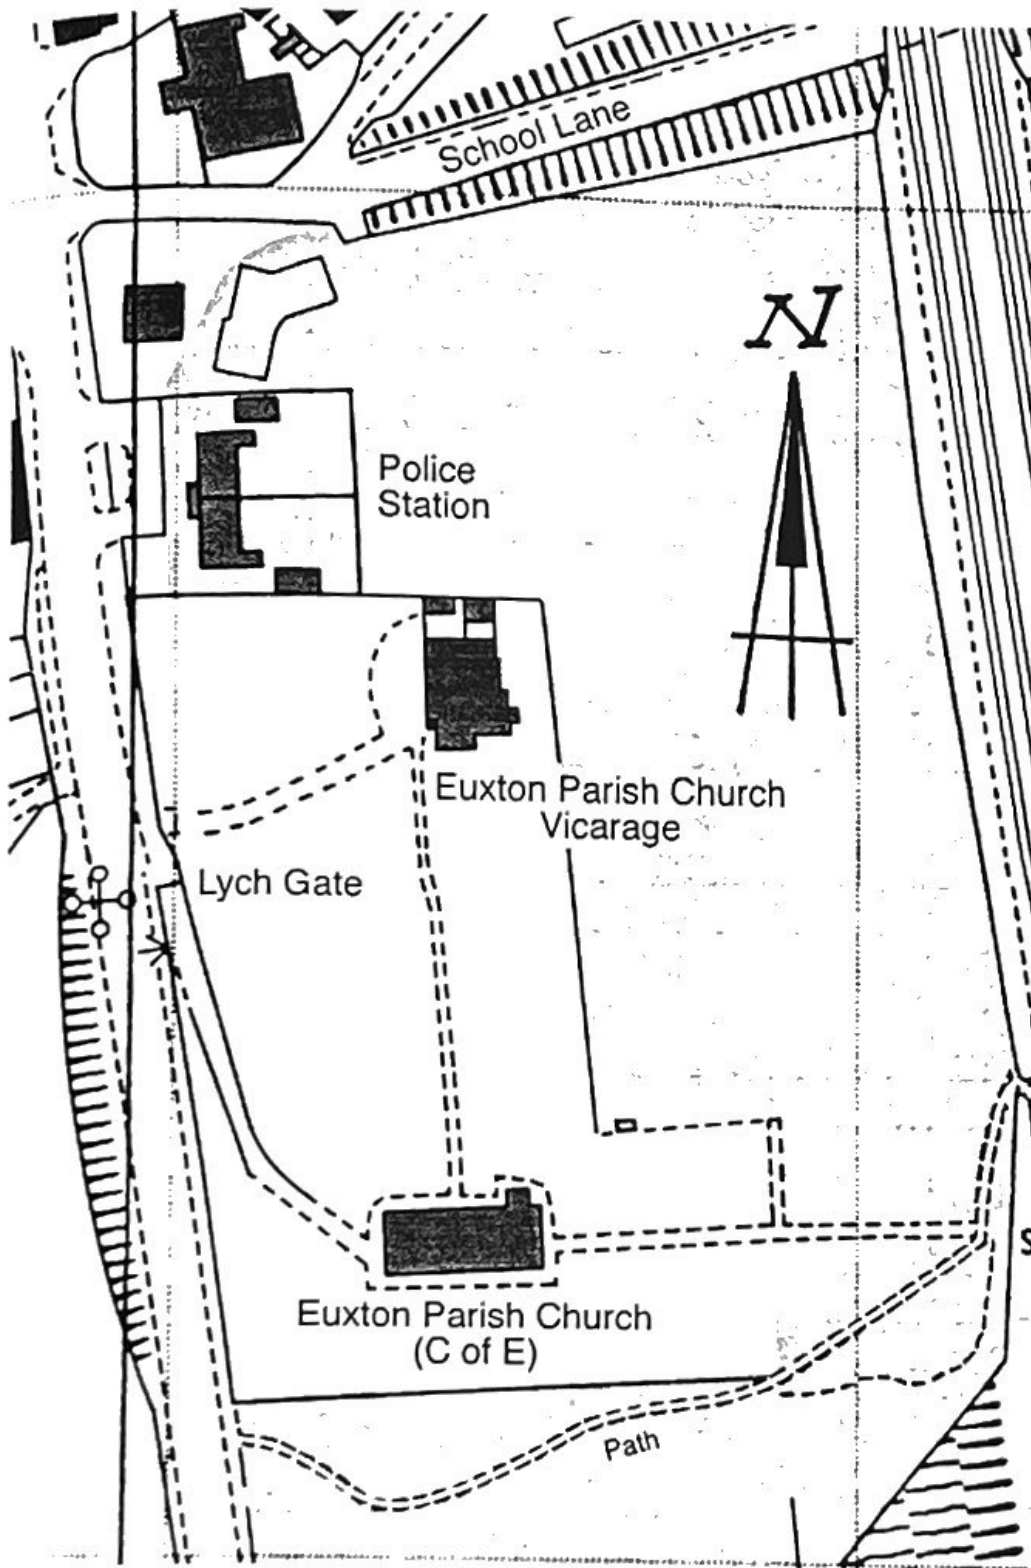 School Lane
N
Police
Station
Euxton Parish Church
Vicarage
Lych Gate
S
Euxton Parish Church
(C of E)
Path